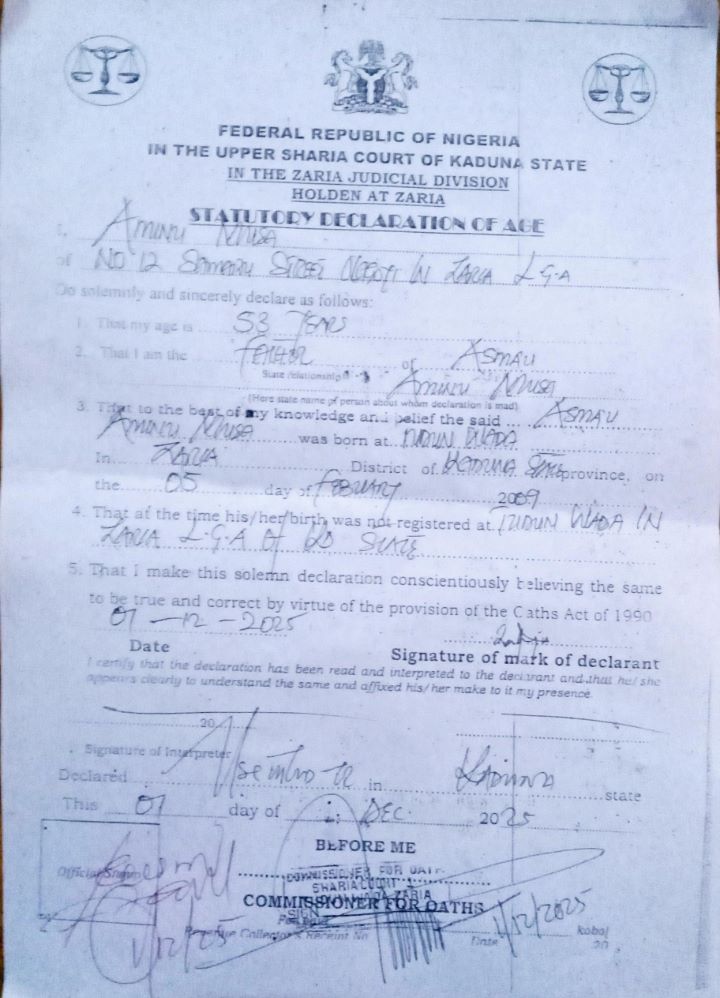 FEDERAL REPUBLIC OF NIGERIA
IN THE UPPER SHARIA COURT OF KADUNA STATE
IN THE ZARIA JUDICIAL DIVISION
HOLDEN AT ZARIA
STATUTORY DECLARATION OF AGE
I, Aminu Musa
of NO 12 Street IN ZARIA L.G.A
Do solemnly and sincerely declare as follows:
1. That my age is 53 YEARS
2. That I am the FATHER of ASMAU
State relationship AMINU MUSA
(Here state name of person about whom declaration is mad)
3. That to the best of my knowledge and belief the said ASMAU
AMINU MUSA was born at TUDUN WADA
In ZARIA District of KADUNA STATE province, on
the 05 day of FEBUARY 2009
4. That at the time his/her birth was not registered at TUDUN WADA IN
ZARIA L.G.A OF KD STATE
5. That I make this solemn declaration conscientiously believing the same
to be true and correct by virtue of the provision of the Oaths Act of 1990
01-12-2025
Date Signature of mark of declarant
I certify that the declaration has been read and interpreted to the declarant and that he/she
appears clearly to understand the same and affixed his/her make to it my presence.
20
Signature of Interpreter
Declared in KADUNA state
This 01 day of DEC. 2025
BEFORE ME
COMMISSIONER FOR OATH
SHARIA COURT 1
ZARIA
SIGN
COMMISSIONER FOR OATHS
Official
1/12/25
Revenue Collector's Receipt No
Date 1/12/2025 kobo
20